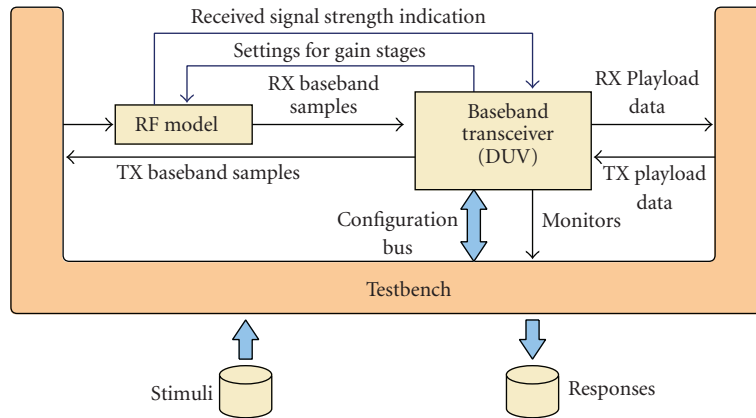 Received signal strength indication
Settings for gain stages
RX baseband
samples
RX Playload
data
RF model
Baseband
transceiver
(DUV)
TX baseband samples
TX playload
data
Configuration
bus
Monitors
Testbench
Stimuli
Responses